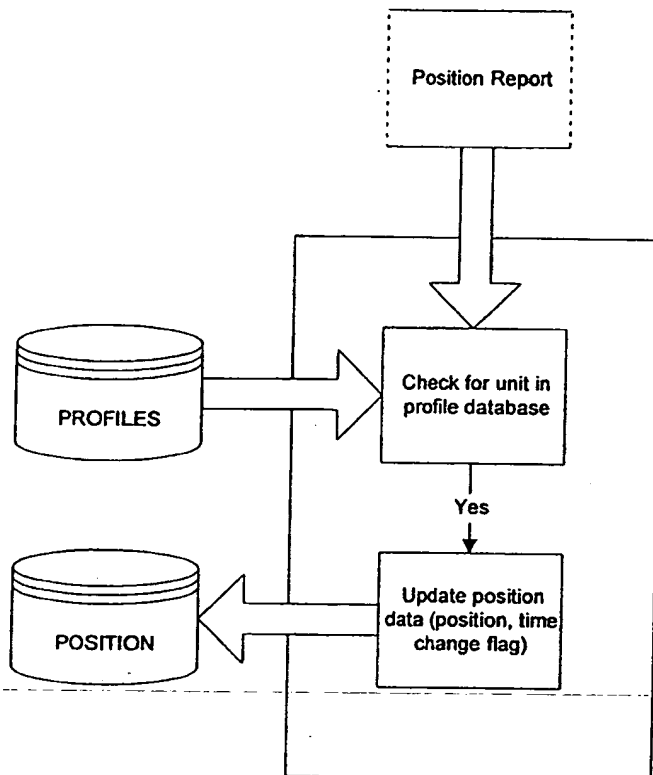 Position Report
Check for unit in
profile database
PROFILES
Yes
Update position
data (position, time
change flag)
POSITION